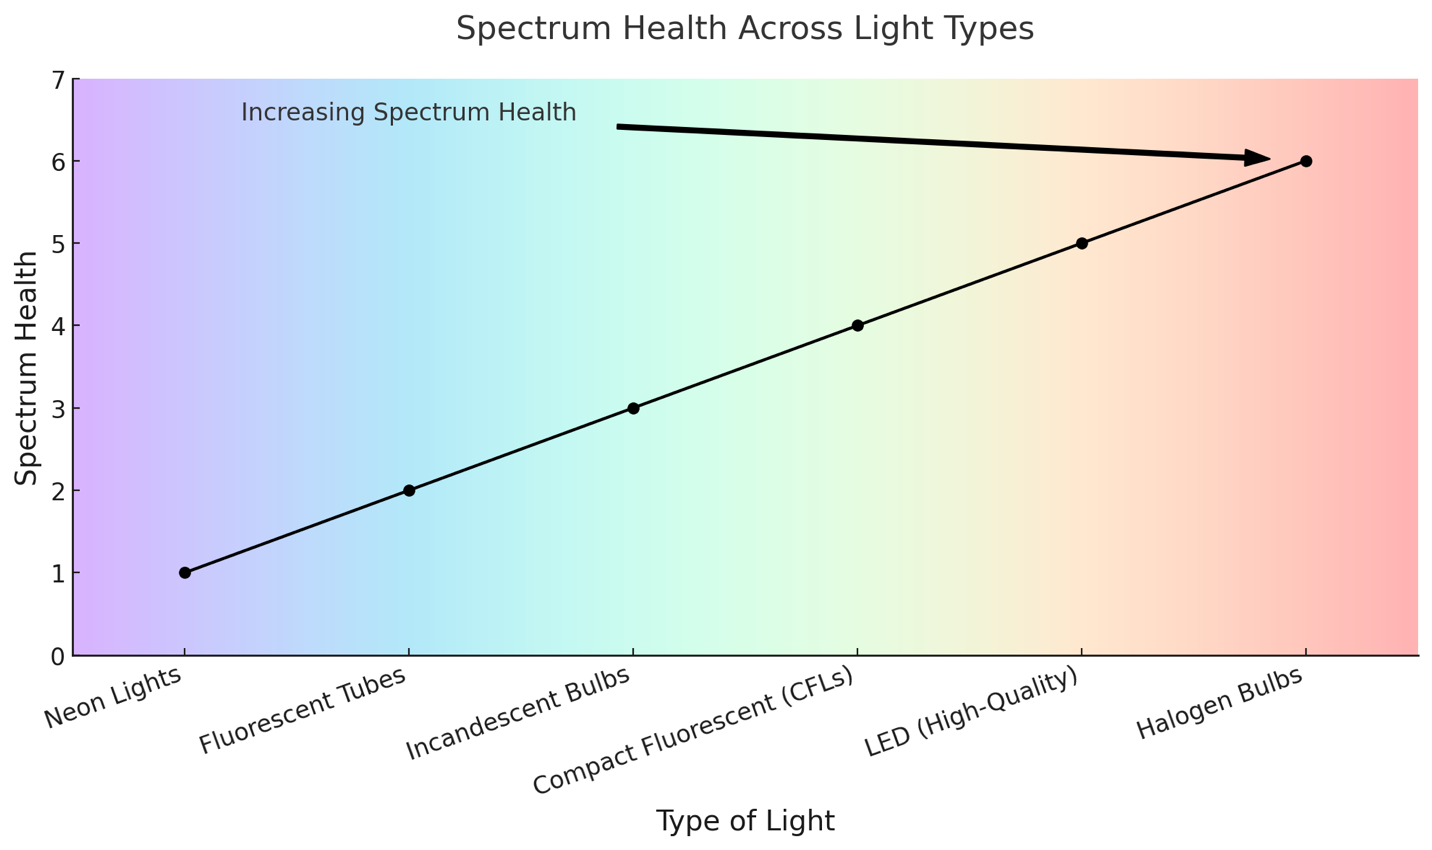 Spectrum Health Across Light Types
Increasing Spectrum Health
Spectrum Health
7
6
5
4
3
2
1
0
Neon Lights
Fluorescent Tubes
Incandescent Bulbs
Compact Fluorescent (CFLs)
LED (High-Quality)
Halogen Bulbs
Type of Light